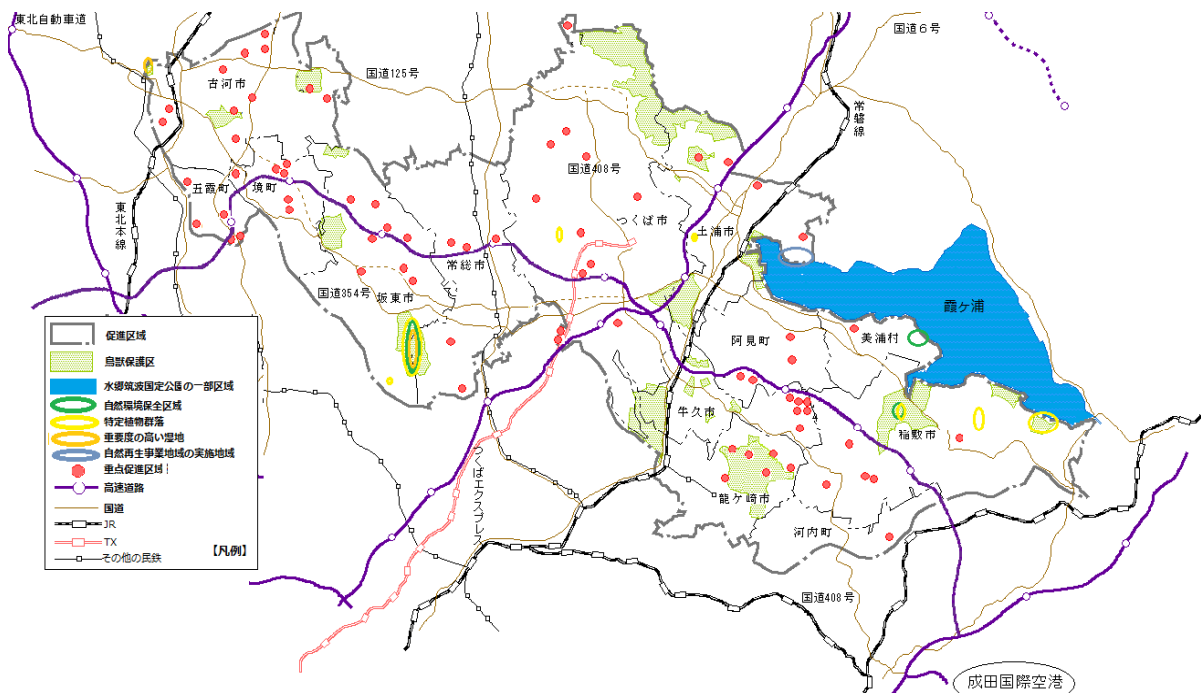 東北自動車道
国道６号
古河市
国道125号
常磐線
国道408号
五霞町
境町
東北本線
つくば市
土浦市
常総市
国道354号
坂東市
霞ヶ浦
阿見町
美浦村
牛久市
稲敷市
つくばエクスプレス
龍ケ崎市
河内町
国道408号
成田国際空港
促進区域
鳥獣保護区
水郷筑波国定公園の一部区域
自然環境保全区域
特定植物群落
重要度の高い湿地
自然再生事業地域の実施地域
重点促進区域
高速道路
国道
JR
TX
その他の民鉄
【凡例】